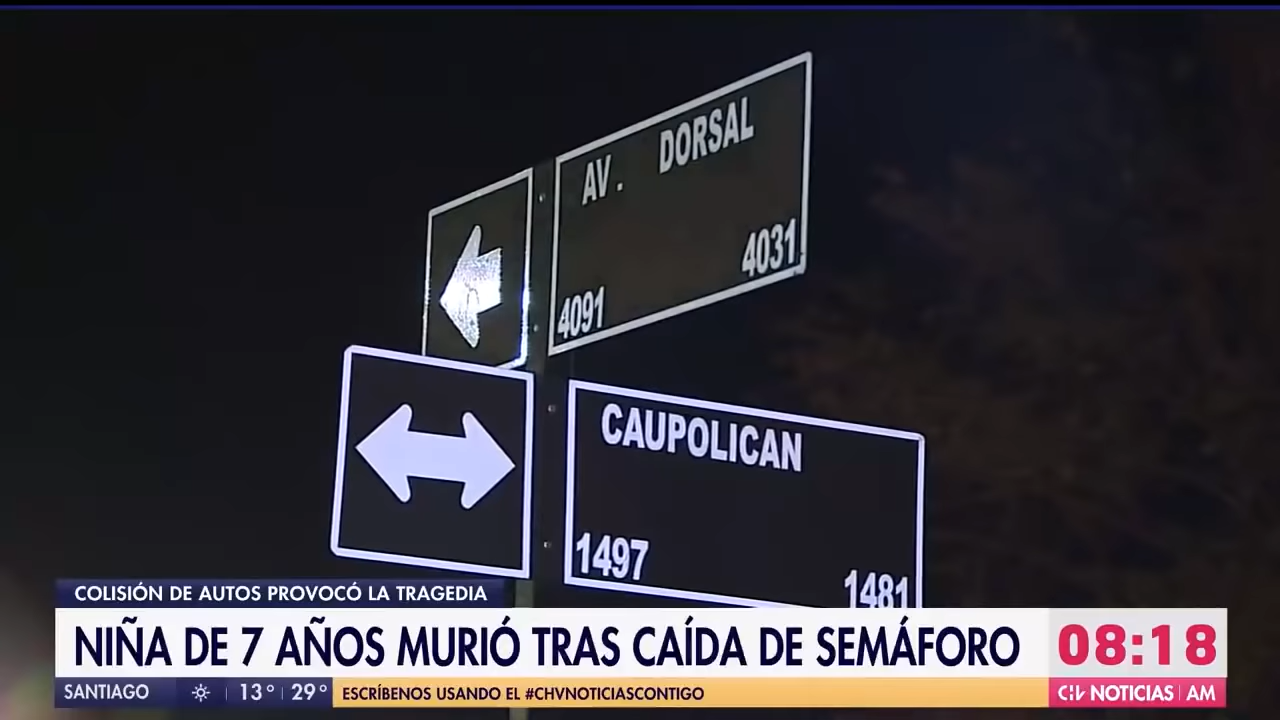 AV. DORSAL
4091 4031
CAUPOLICAN
1497 1481
COLISIÓN DE AUTOS PROVOCÓ LA TRAGEDIA
NIÑA DE 7 AÑOS MURIÓ TRAS CAÍDA DE SEMÁFORO
08:18
SANTIAGO 13° 29° ESCRÍBENOS USANDO EL #CHVNOTICIASCONTIGO
CHV NOTICIAS AM